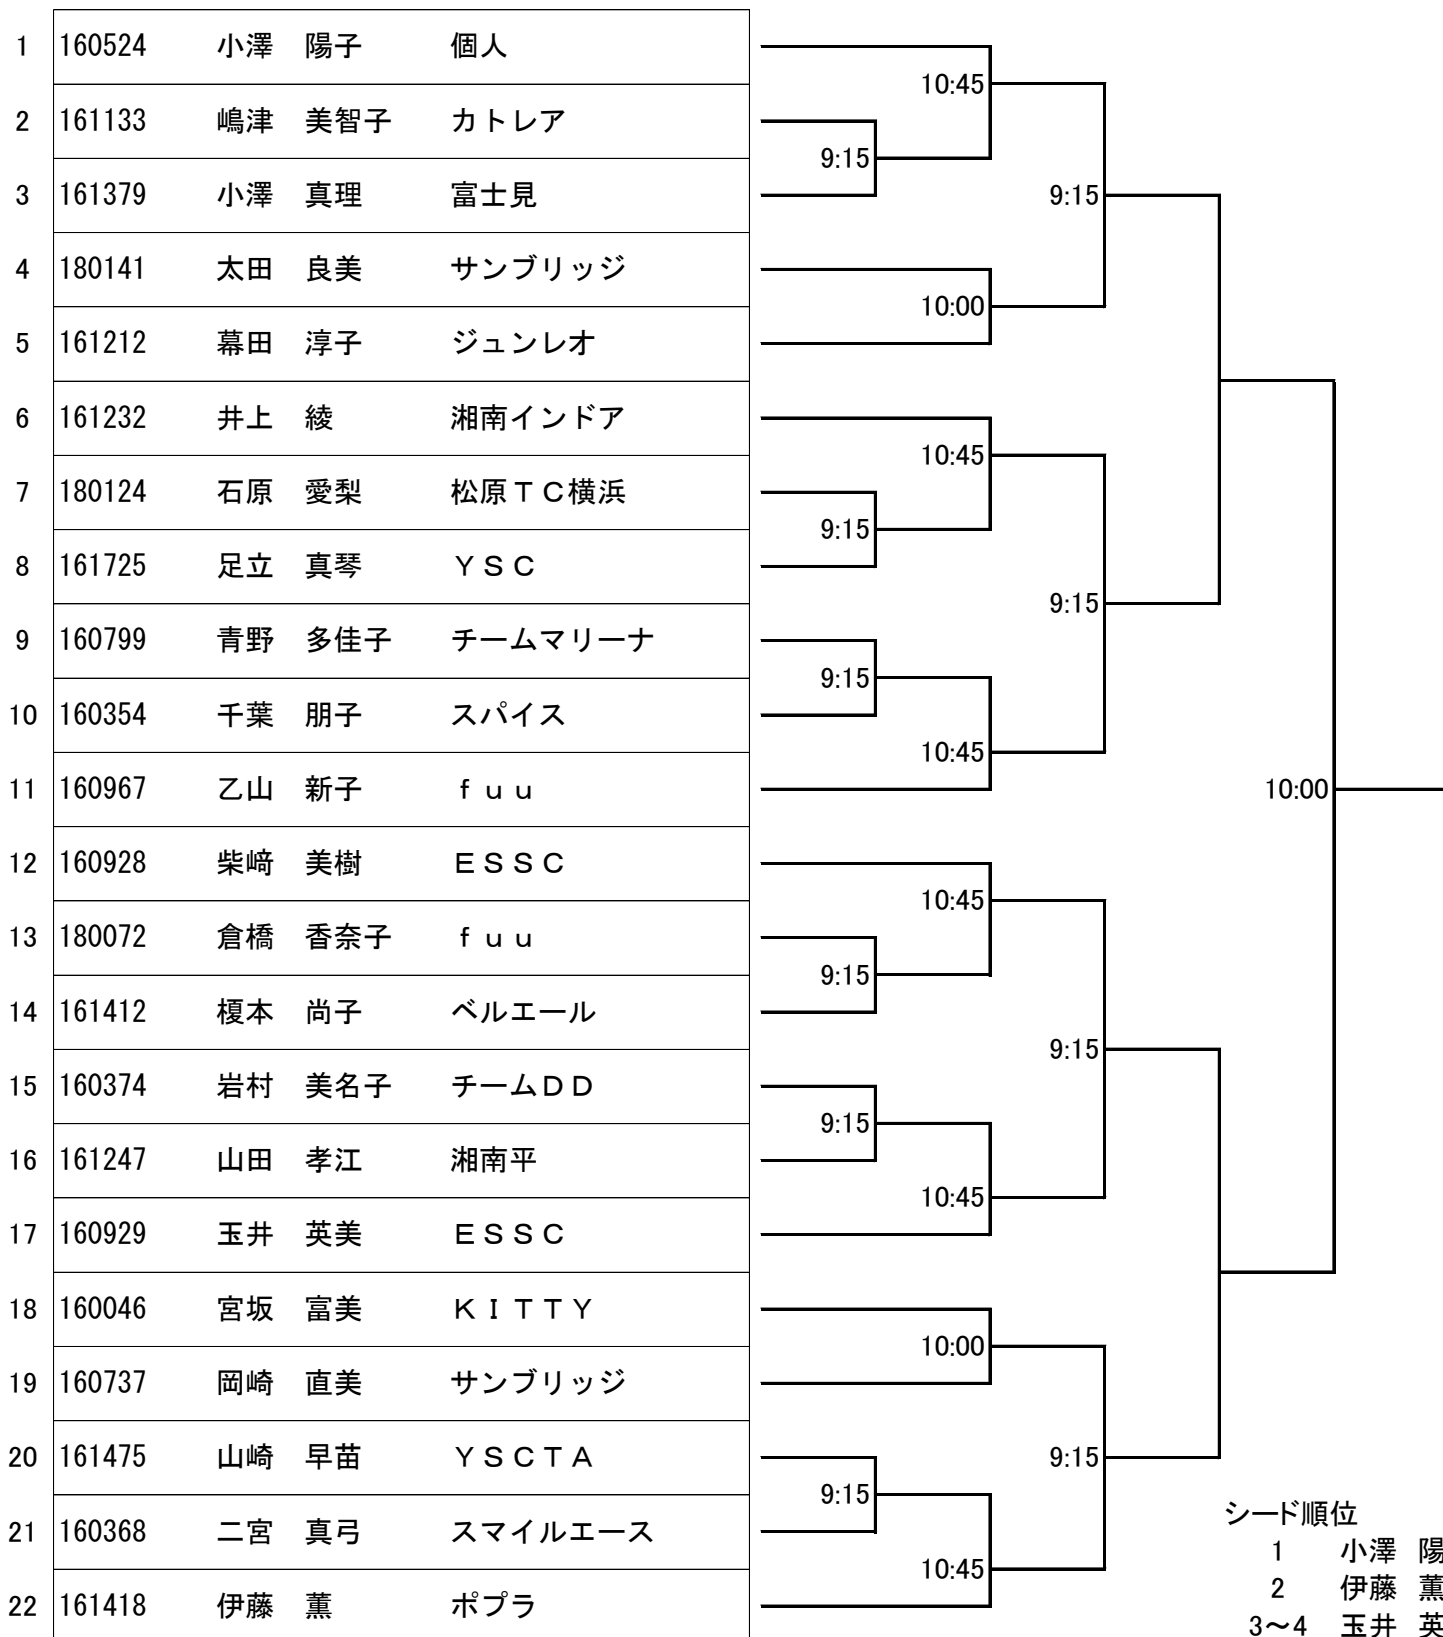 1 160524 小澤 陽子 個人
10:45
2 161133 嶋津 美智子 カトレア
9:15
3 161379 小澤 真理 富士見 9:15
4 180141 太田 良美 サンブリッジ
10:00
5 161212 幕田 淳子 ジュンレオ
6 161232 井上 綾 湘南インドア
10:45
7 180124 石原 愛梨 松原ＴＣ横浜
9:15
8 161725 足立 真琴 ＹＳＣ
9:15
9 160799 青野 多佳子 チームマリーナ
9:15
10 160354 千葉 朋子 スパイス
10:45
11 160967 乙山 新子 ｆｕｕ 10:00
12 160928 柴﨑 美樹 ＥＳＳＣ
10:45
13 180072 倉橋 香奈子 ｆｕｕ
9:15
14 161412 榎本 尚子 ベルエール
9:15
15 160374 岩村 美名子 チームＤＤ
9:15
16 161247 山田 孝江 湘南平
10:45
17 160929 玉井 英美 ＥＳＳＣ
18 160046 宮坂 富美 ＫＩＴＴＹ
10:00
19 160737 岡崎 直美 サンブリッジ
20 161475 山崎 早苗 ＹＳＣＴＡ 9:15
9:15
シード順位
21 160368 二宮 真弓 スマイルエース
1 小澤 陽
10:45
2 伊藤 薫
22 161418 伊藤 薫 ポプラ
3～4 玉井 英